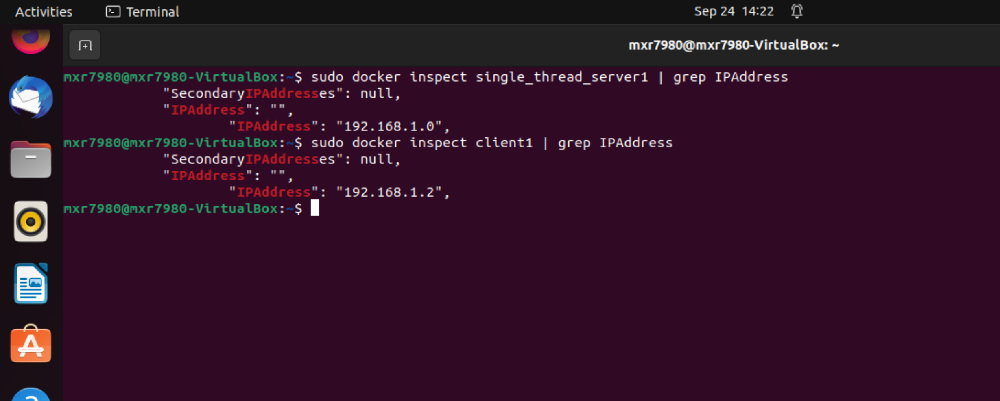 Activities Terminal Sep 24 14:22
mxr7980@mxr7980-VirtualBox: ~
mxr7980@mxr7980-VirtualBox:~$ sudo docker inspect single_thread_server1 | grep IPAddress
"SecondaryIPAddresses": null,
"IPAddress": "",
"IPAddress": "192.168.1.0",
mxr7980@mxr7980-VirtualBox:~$ sudo docker inspect client1 | grep IPAddress
"SecondaryIPAddresses": null,
"IPAddress": "",
"IPAddress": "192.168.1.2",
mxr7980@mxr7980-VirtualBox:~$